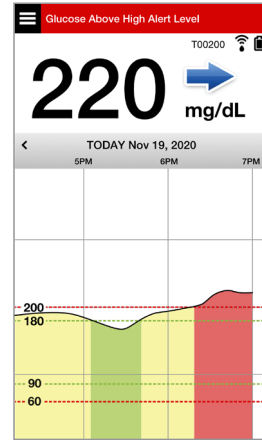 Glucose Above High Alert Level
T00200
220
mg/dL
< TODAY Nov 19, 2020
5PM 6PM 7PM
200
180
90
60